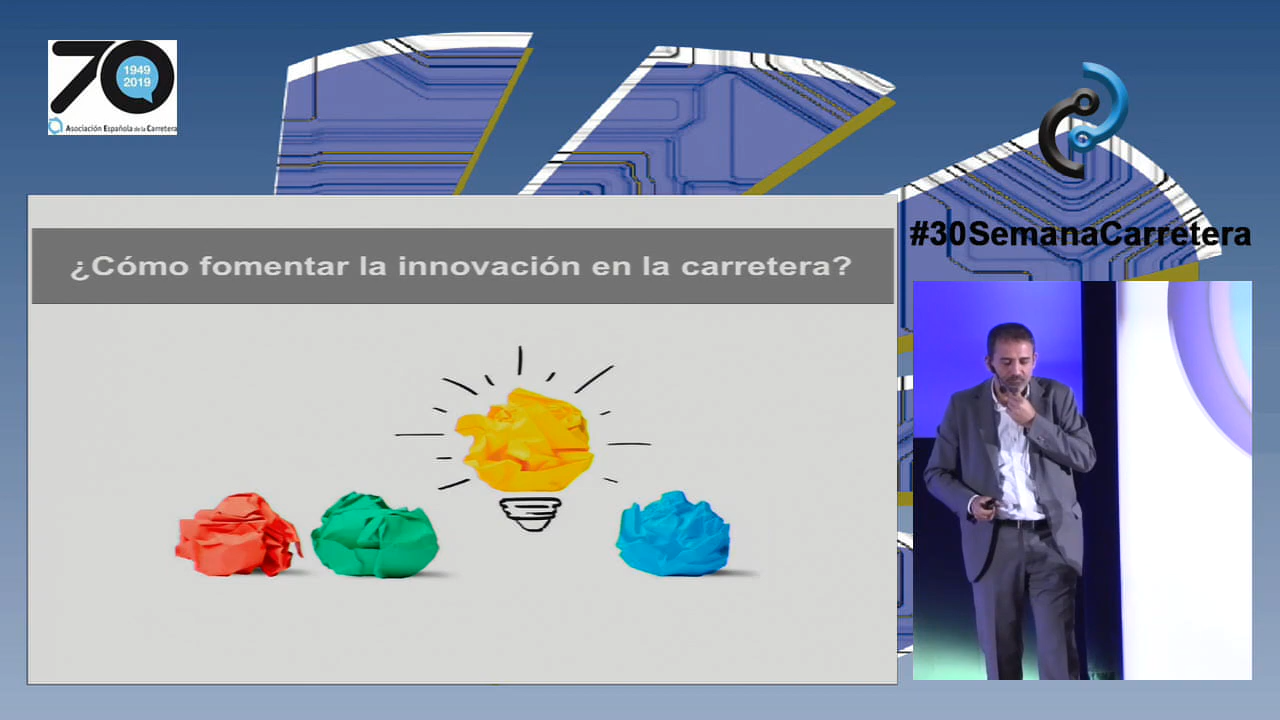 70
1949
2019
Asociación Española de la Carretera
#30SemanaCarretera
¿Cómo fomentar la innovación en la carretera?